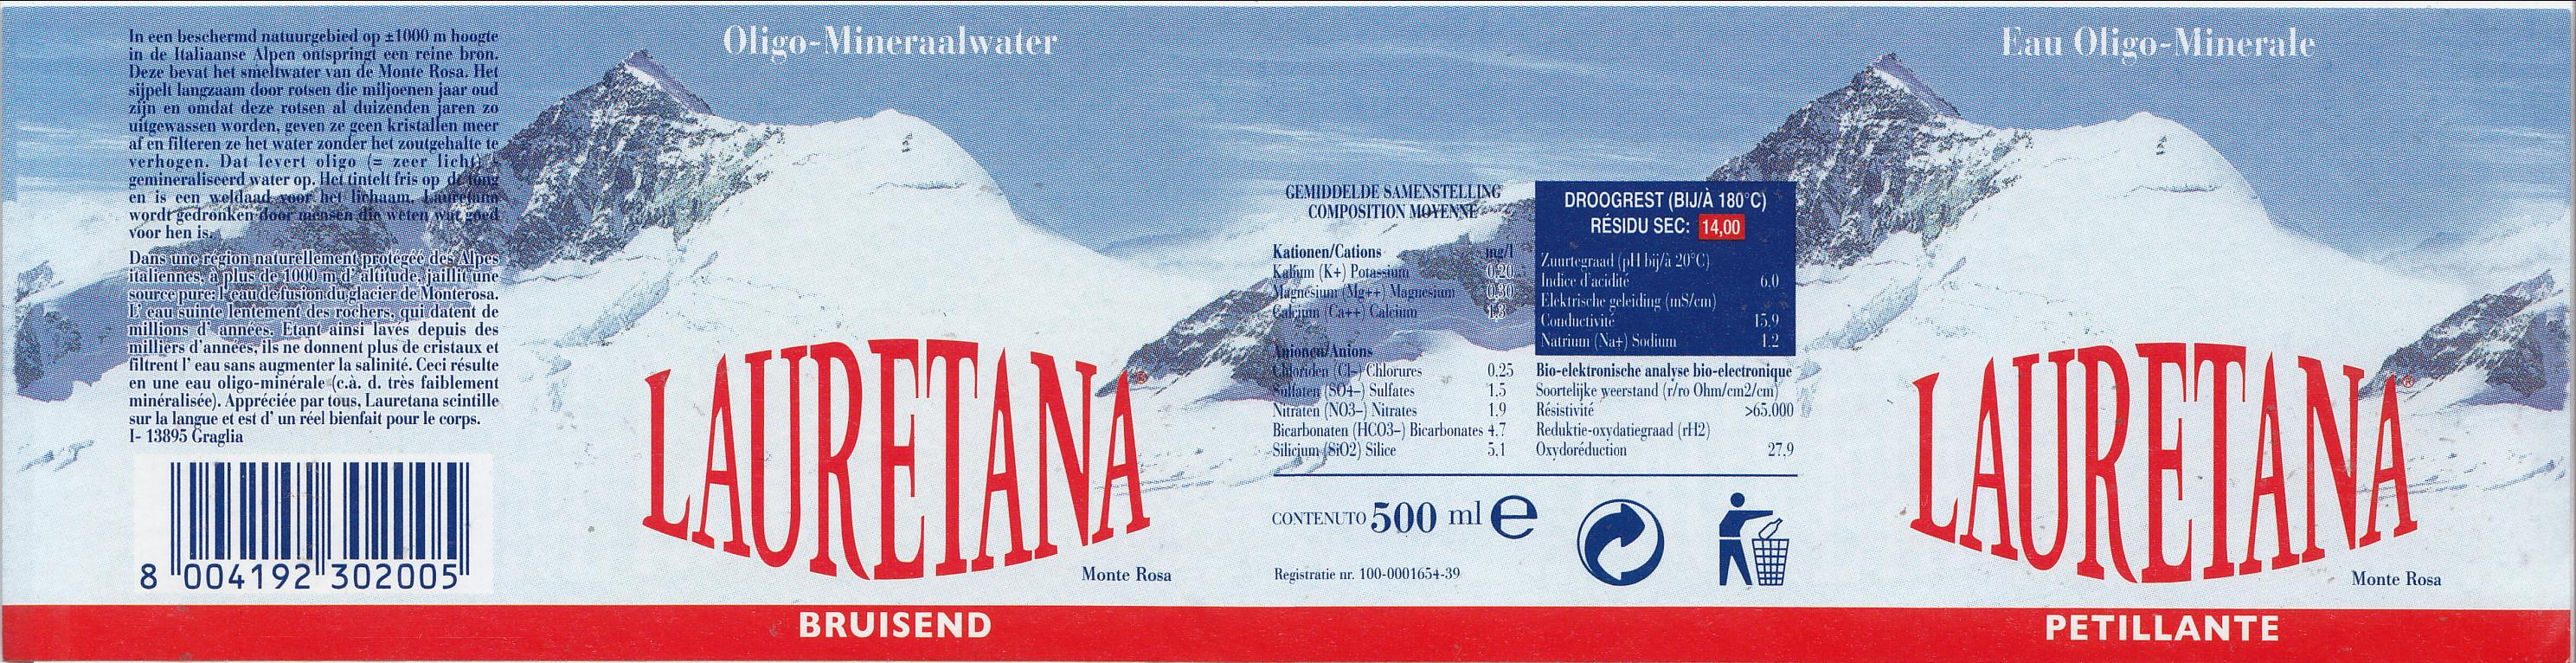 In een beschermd natuurgebied op ±1000 m hoogte
in de Italiaanse Alpen ontspringt een reine bron.
Deze bevat het smeltwater van de Monte Rosa. Het
sijpelt langzaam door rotsen die miljoenen jaar oud
zijn en omdat deze rotsen al duizenden jaren zo
uitgewassen worden, geven ze geen kristallen meer
af en filteren ze het water zonder het zoutgehalte te
verhogen. Dat levert oligo (= zeer licht) -
gemineraliseerd water op. Het tintelt fris op de tong
en is een weldaad voor het lichaam. Lauretana
wordt gedronken door mensen die weten wat goed
voor hen is.
Dans une région naturellement protégée des Alpes
italiennes, à plus de 1000 m d' altitude, jaillit une
source pure: l' eau de fusion du glacier de Monterosa.
L' eau suinte lentement des rochers, qui datent de
millions d' années. Etant ainsi lavés depuis des
milliers d'années, ils ne donnent plus de cristaux et
filtrent l' eau sans augmenter la salinité. Ceci résulte
en une eau oligo-minérale (c.à. d. très faiblement
minéralisée). Appréciée par tous, Lauretana scintille
sur la langue et est d' un réel bienfait pour le corps.
I- 13895 Graglia
8 004192 302005
Oligo-Mineraalwater
LAURETANA®
Monte Rosa
BRUISEND
GEMIDDELDE SAMENSTELLING
COMPOSITION MOYENNE
Kationen/Cations mg/l
Kalium (K+) Potassium 0,20
Magnesium (Mg++) Magnesium 0,30
Calcium (Ca++) Calcium 1,3
Anionen/Anions
Chloriden (Cl-) Chlorures 0,25
Sulfaten (SO4-) Sulfates 1,5
Nitraten (NO3-) Nitrates 1,9
Bicarbonaten (HCO3-) Bicarbonates 4,7
Silicium (SiO2) Silice 5,1
DROOGREST (BIJ/À 180°C)
RÉSIDU SEC: 14,00
Zuurtegraad (pH bij/à 20°C)
Indice d'acidité 6,0
Elektrische geleiding (mS/cm)
Conductivité 15,9
Natrium (Na+) Sodium 1,2
Bio-elektronische analyse bio-electronique
Soortelijke weerstand (r/ro Ohm/cm2/cm)
Résistivité >65.000
Reduktie-oxydatiegraad (rH2)
Oxydoréduction 27,9
CONTENUTO 500 ml e
Registratie nr. 100-0001654-39
Eau Oligo-Minerale
LAURETANA®
Monte Rosa
PETILLANTE